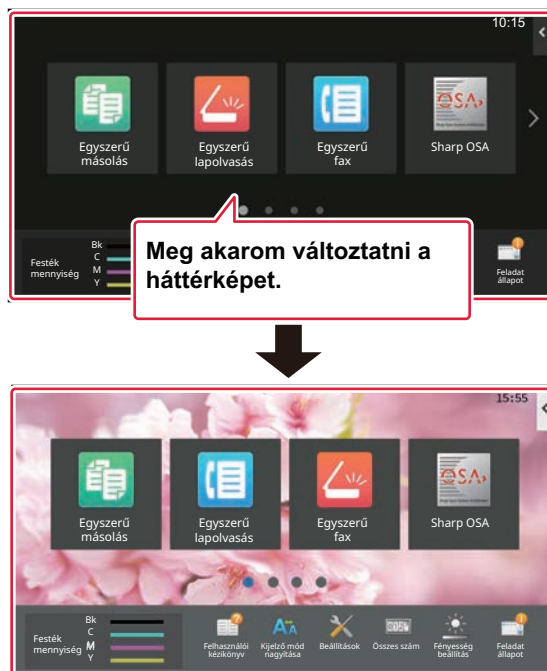 10:15
Egyszerű
másolás
Egyszerű
lapolvasás
Egyszerű
fax
Sharp OSA
Festék
mennyiség
Bk
C
M
Y
Meg akarom változtatni a
háttérképet.
Feladat
állapot
15:55
Egyszerű
másolás
Egyszerű
lapolvasás
Egyszerű
fax
Sharp OSA
Festék
mennyiség
Bk
C
M
Y
Felhasználói
kézikönyv
Kijelző mód
nagyítása
Beállítások
Összes szám
Fényesség
beállítás
Feladat
állapot